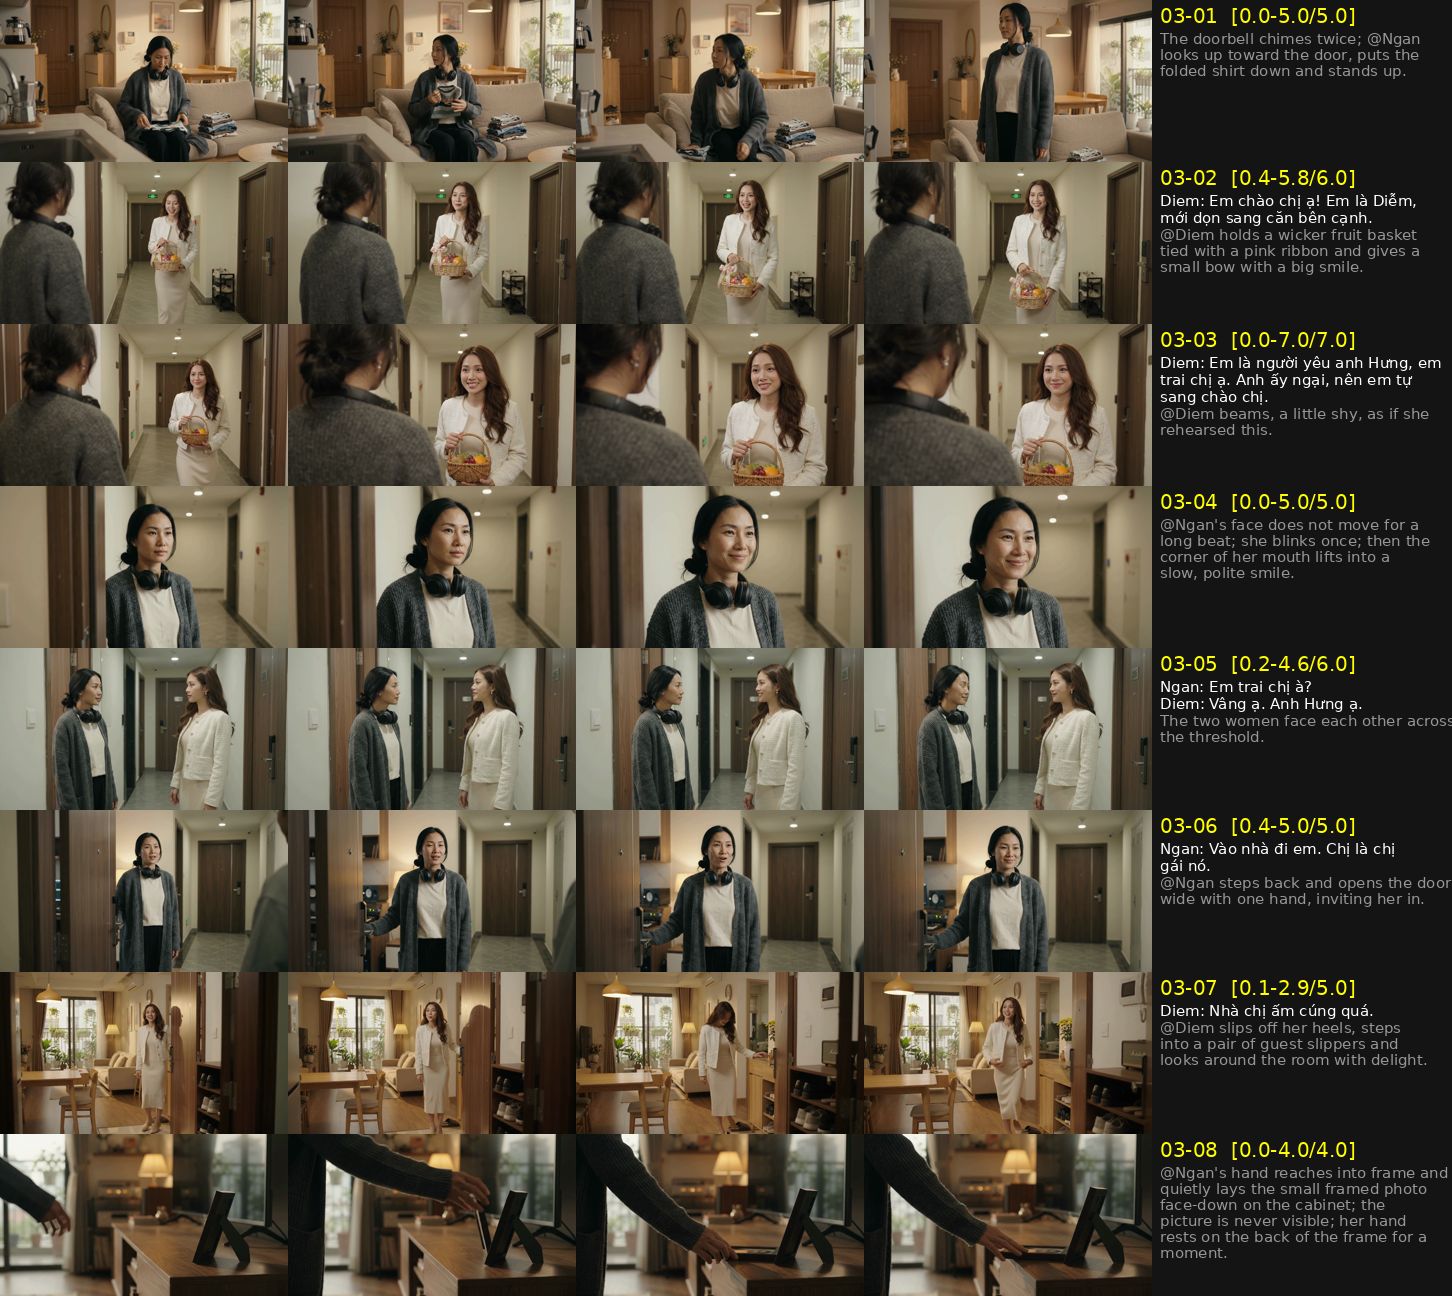 03-01 [0.0-5.0/5.0]
The doorbell chimes twice; @Ngan
looks up toward the door, puts the
folded shirt down and stands up.
03-02 [0.4-5.8/6.0]
Diem: Em chào chị ạ! Em là Diễm,
mới dọn sang căn bên cạnh.
@Diem holds a wicker fruit basket
tied with a pink ribbon and gives a
small bow with a big smile.
03-03 [0.0-7.0/7.0]
Diem: Em là người yêu anh Hưng, em
trai chị ạ. Anh ấy ngại, nên em tự
sang chào chị.
@Diem beams, a little shy, as if she
rehearsed this.
03-04 [0.0-5.0/5.0]
@Ngan's face does not move for a
long beat; she blinks once; then the
corner of her mouth lifts into a
slow, polite smile.
03-05 [0.2-4.6/6.0]
Ngan: Em trai chị à?
Diem: Vâng ạ. Anh Hưng ạ.
The two women face each other across
the threshold.
03-06 [0.4-5.0/5.0]
Ngan: Vào nhà đi em. Chị là chị
gái nó.
@Ngan steps back and opens the door
wide with one hand, inviting her in.
03-07 [0.1-2.9/5.0]
Diem: Nhà chị ấm cúng quá.
@Diem slips off her heels, steps
into a pair of guest slippers and
looks around the room with delight.
03-08 [0.0-4.0/4.0]
@Ngan's hand reaches into frame and
quietly lays the small framed photo
face-down on the cabinet; the
picture is never visible; her hand
rests on the back of the frame for a
moment.